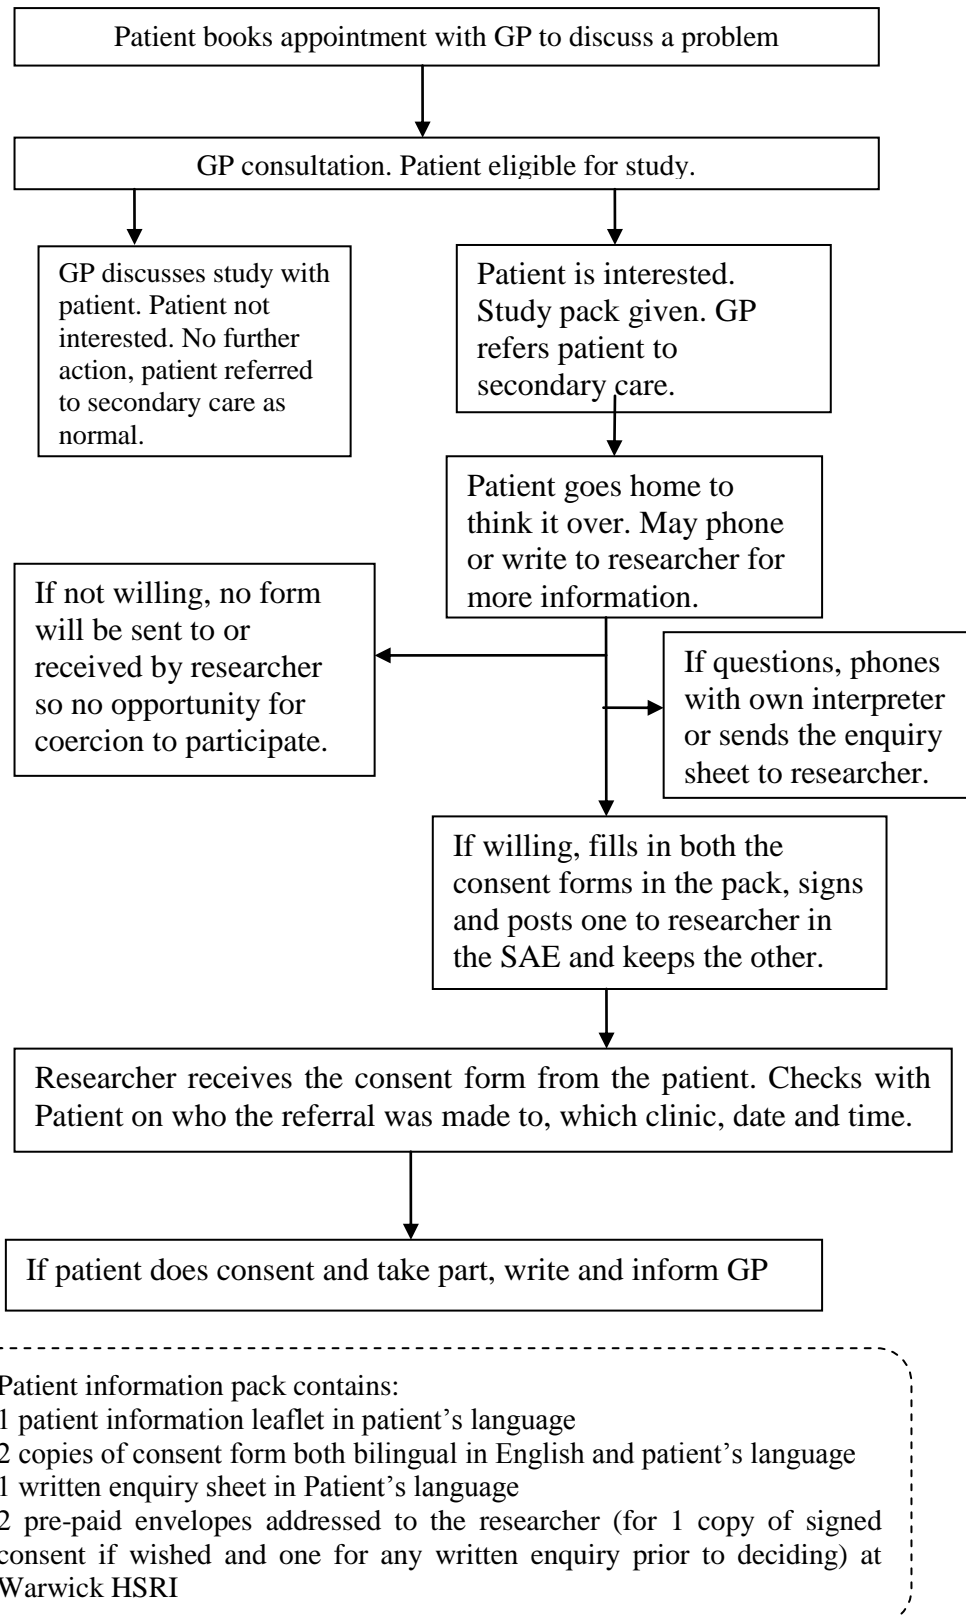 Patient books appointment with GP to discuss a problem
GP consultation. Patient eligible for study.
GP discusses study with
patient. Patient not
interested. No further
action, patient referred
to secondary care as
normal.
Patient is interested.
Study pack given. GP
refers patient to
secondary care.
Patient goes home to
think it over. May phone
or write to researcher for
more information.
If not willing, no form
will be sent to or
received by researcher
so no opportunity for
coercion to participate.
If questions, phones
with own interpreter
or sends the enquiry
sheet to researcher.
If willing, fills in both the
consent forms in the pack, signs
and posts one to researcher in
the SAE and keeps the other.
Researcher receives the consent form from the patient. Checks with
Patient on who the referral was made to, which clinic, date and time.
If patient does consent and take part, write and inform GP
Patient information pack contains:
1 patient information leaflet in patient's language
2 copies of consent form both bilingual in English and patient's language
1 written enquiry sheet in Patient's language
2 pre-paid envelopes addressed to the researcher (for 1 copy of signed
consent if wished and one for any written enquiry prior to deciding) at
Warwick HSRI